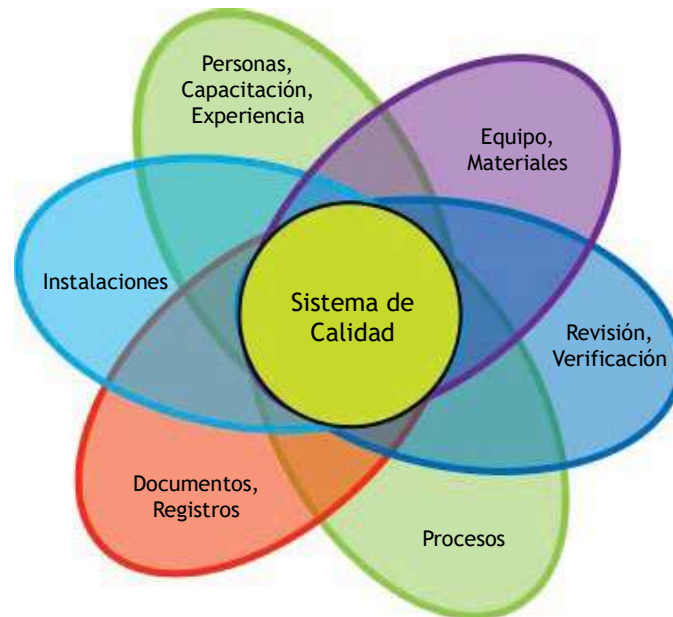 Personas,
Capacitación,
Experiencia
Equipo,
Materiales
Instalaciones
Sistema de
Calidad
Revisión,
Verificación
Documentos,
Registros
Procesos